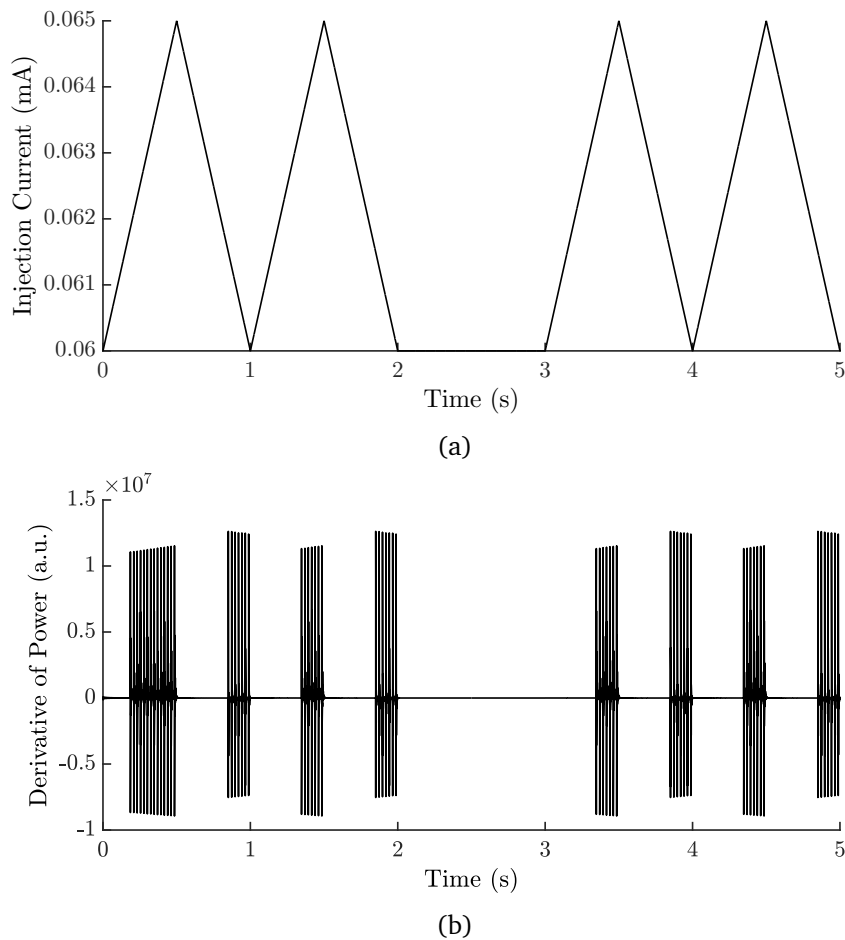 0.065
0.064
0.063
0.062
0.061
0.06
Injection Current (mA)
0 1 2 3 4 5
Time (s)
(a)
×10⁷
1.5
1
0.5
0
-0.5
-1
Derivative of Power (a.u.)
0 1 2 3 4 5
Time (s)
(b)